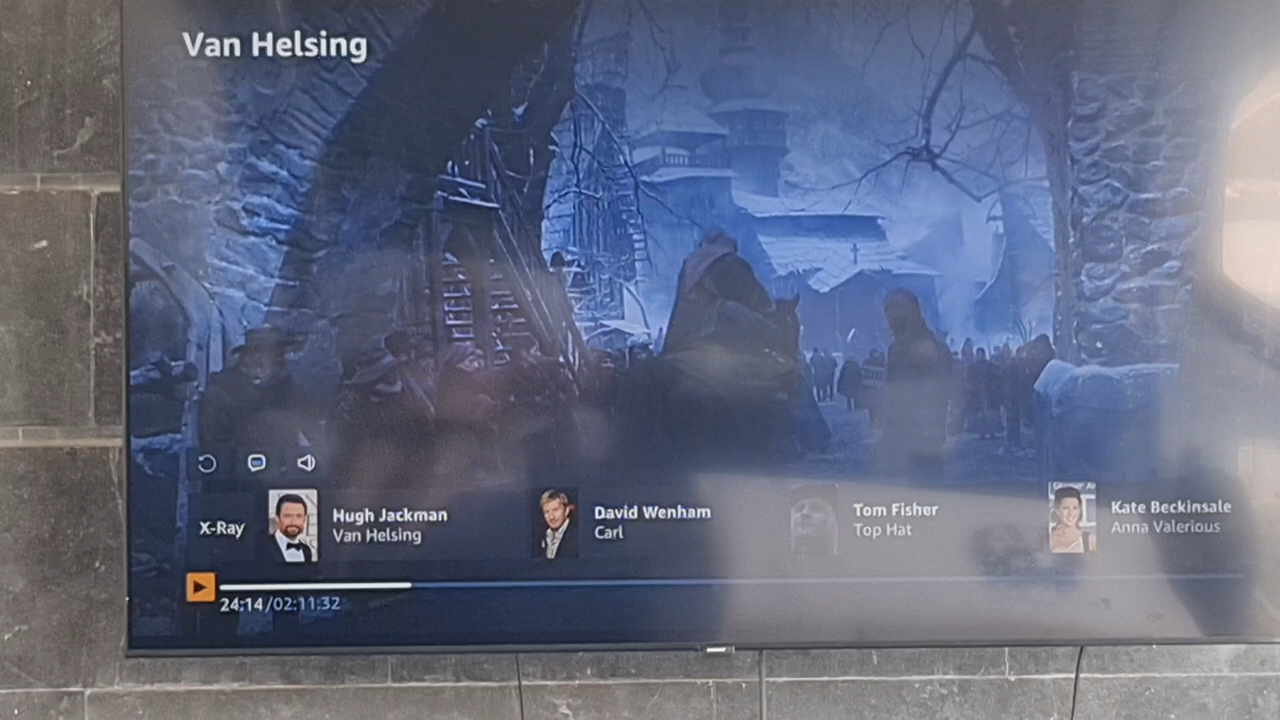 Van Helsing
X-Ray
Hugh Jackman
Van Helsing
David Wenham
Carl
Tom Fisher
Top Hat
Kate Beckinsale
Anna Valerious
24:14/02:11:32